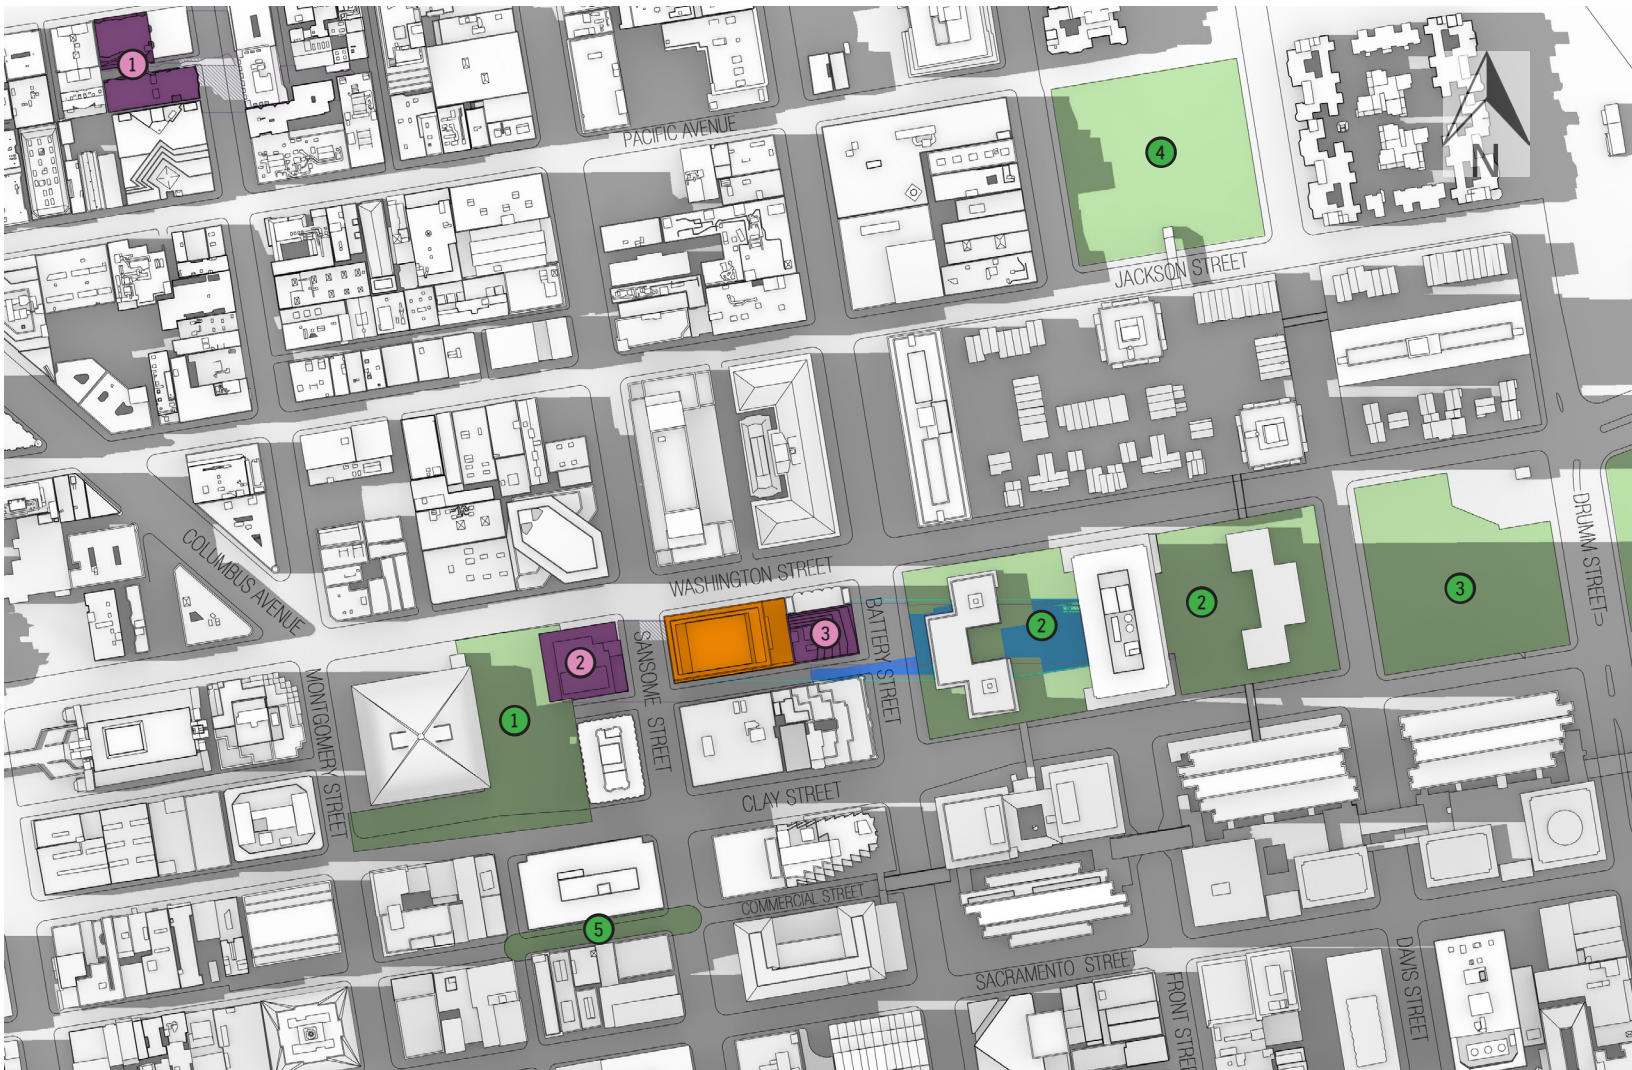 1
PACIFIC AVENUE
4
N
JACKSON STREET
COLUMBUS AVENUE
WASHINGTON STREET
DRUMM STREET
2
3
2
BATTERY STREET
3
2
SANSOME STREET
MONTGOMERY STREET
1
CLAY STREET
COMMERCIAL STREET
5
SACRAMENTO STREET
FRONT STREE
DAVIS STREET